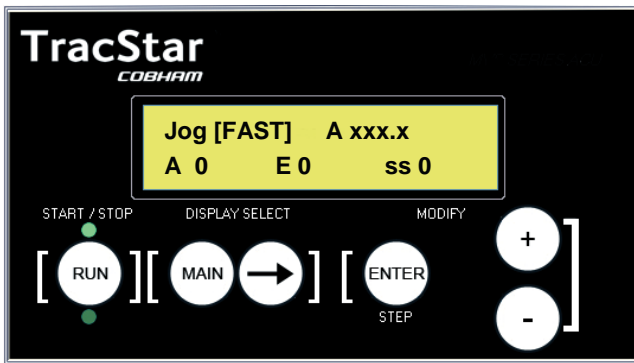 TracStar
COBHAM
Jog [FAST] A xxx.x
A 0 E 0 ss 0
START / STOP DISPLAY SELECT MODIFY
RUN MAIN → ENTER + -
STEP